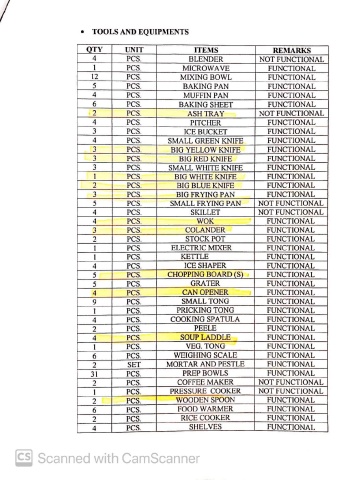 • TOOLS AND EQUIPMENTS
QTY UNIT ITEMS REMARKS
4 PCS. BLENDER NOT FUNCTIONAL
1 PCS. MICROWAVE FUNCTIONAL
12 PCS. MIXING BOWL FUNCTIONAL
5 PCS. BAKING PAN FUNCTIONAL
4 PCS. MUFFIN PAN FUNCTIONAL
6 PCS. BAKING SHEET FUNCTIONAL
2 PCS. ASH TRAY NOT FUNCTIONAL
4 PCS. PITCHER FUNCTIONAL
3 PCS. ICE BUCKET FUNCTIONAL
4 PCS. SMALL GREEN KNIFE FUNCTIONAL
3 PCS. BIG YELLOW KNIFE FUNCTIONAL
3 PCS. BIG RED KNIFE FUNCTIONAL
3 PCS. SMALL WHITE KNIFE FUNCTIONAL
1 PCS. BIG WHITE KNIFE FUNCTIONAL
2 PCS. BIG BLUE KNIFE FUNCTIONAL
3 PCS. BIG FRYING PAN FUNCTIONAL
5 PCS. SMALL FRYING PAN NOT FUNCTIONAL
4 PCS. SKILLET NOT FUNCTIONAL
4 PCS. WOK FUNCTIONAL
3 PCS. COLANDER FUNCTIONAL
2 PCS. STOCK POT FUNCTIONAL
1 PCS. ELECTRIC MIXER FUNCTIONAL
1 PCS. KETTLE FUNCTIONAL
4 PCS. ICE SHAPER FUNCTIONAL
5 PCS. CHOPPING BOARD (S) FUNCTIONAL
5 PCS. GRATER FUNCTIONAL
4 PCS. CAN OPENER FUNCTIONAL
9 PCS. SMALL TONG FUNCTIONAL
1 PCS. PRICKING TONG FUNCTIONAL
4 PCS. COOKING SPATULA FUNCTIONAL
2 PCS. PEELE FUNCTIONAL
4 PCS. SOUP LADDLE FUNCTIONAL
1 PCS. VEG. TONG FUNCTIONAL
6 PCS. WEIGHING SCALE FUNCTIONAL
2 SET MORTAR AND PESTLE FUNCTIONAL
31 PCS. PREP BOWLS FUNCTIONAL
2 PCS. COFFEE MAKER NOT FUNCTIONAL
1 PCS. PRESSURE COOKER NOT FUNCTIONAL
2 PCS. WOODEN SPOON FUNCTIONAL
6 PCS. FOOD WARMER FUNCTIONAL
2 PCS. RICE COOKER FUNCTIONAL
4 PCS. SHELVES FUNCTIONAL
CS Scanned with CamScanner